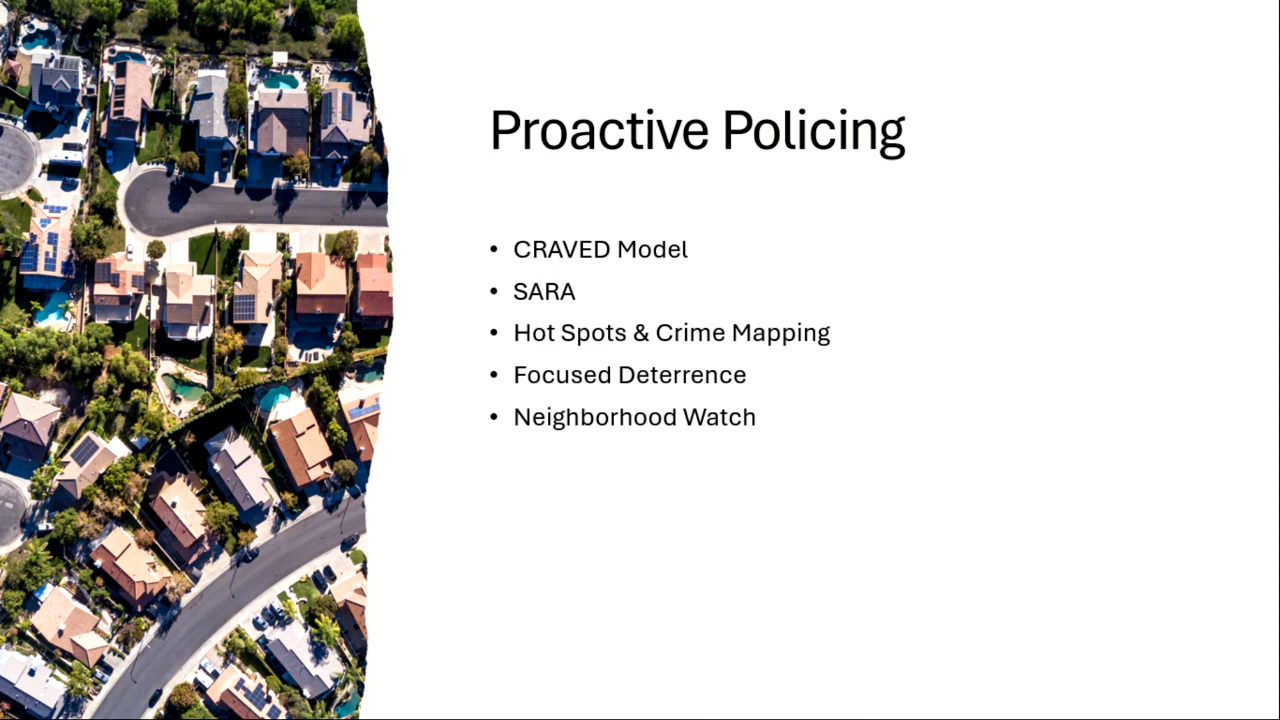 Proactive Policing
• CRAVED Model
• SARA
• Hot Spots & Crime Mapping
• Focused Deterrence
• Neighborhood Watch